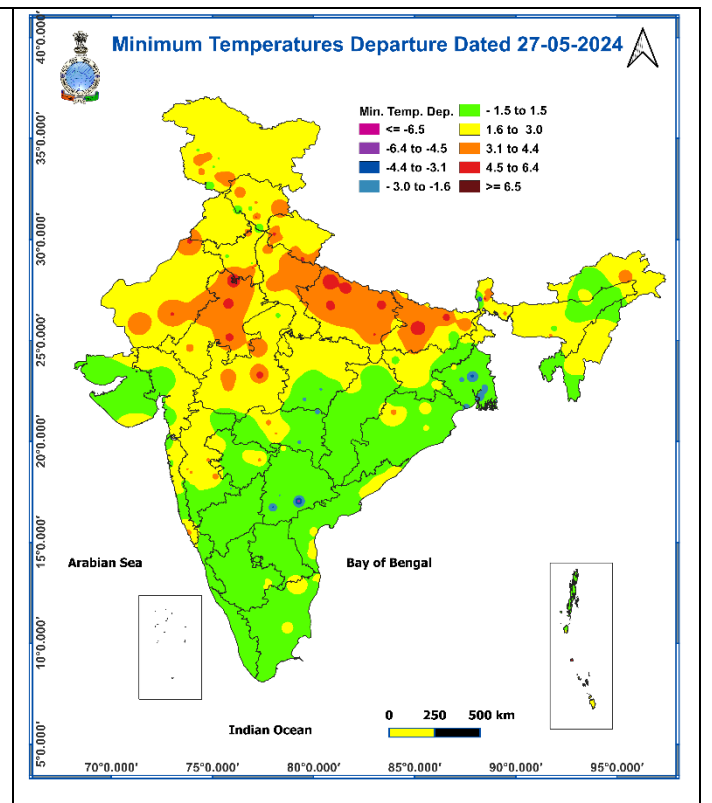 Minimum Temperatures Departure Dated 27-05-2024
Min. Temp. Dep.
<= -6.5
-6.4 to -4.5
-4.4 to -3.1
- 3.0 to -1.6
- 1.5 to 1.5
1.6 to 3.0
3.1 to 4.4
4.5 to 6.4
>= 6.5
40°0.000'
35°0.000'
30°0.000'
25°0.000'
20°0.000'
15°0.000'
10°0.000'
5°0.000'
Arabian Sea
Bay of Bengal
Indian Ocean
0 250 500 km
70°0.000' 75°0.000' 80°0.000' 85°0.000' 90°0.000' 95°0.000'